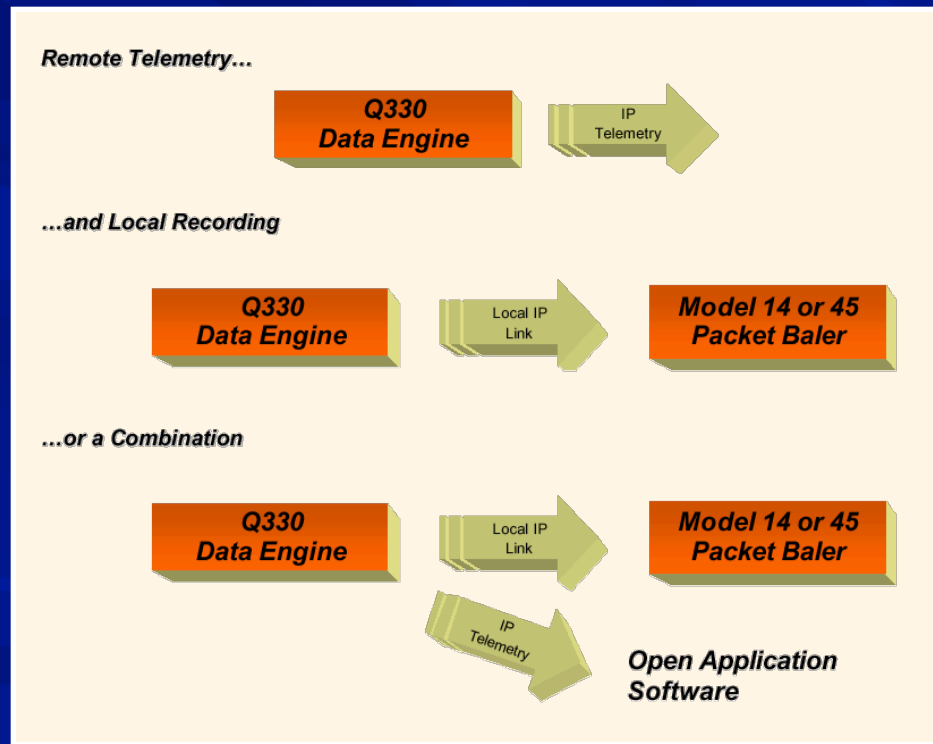 Remote Telemetry…
Q330
Data Engine
IP
Telemetry
…and Local Recording
Q330
Data Engine
Local IP
Link
Model 14 or 45
Packet Baler
…or a Combination
Q330
Data Engine
Local IP
Link
Model 14 or 45
Packet Baler
IP
Telemetry
Open Application
Software